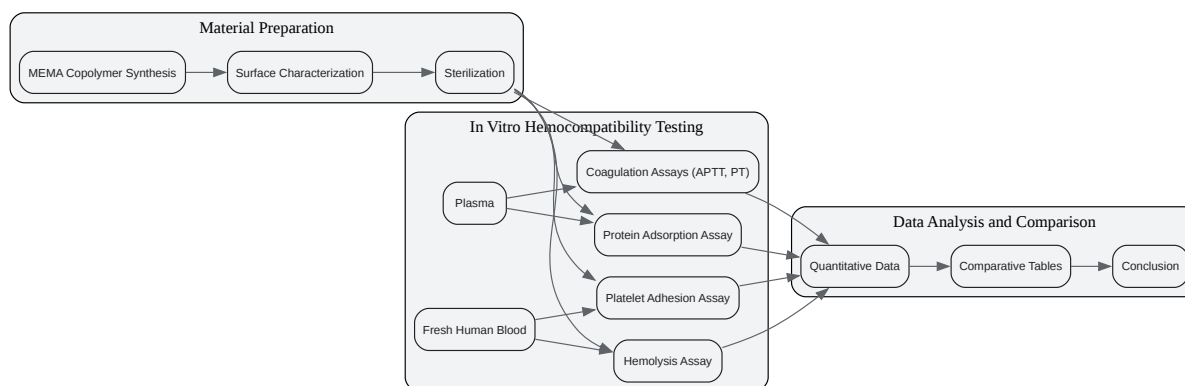 Material Preparation
MEMA Copolymer Synthesis
Surface Characterization
Sterilization
In Vitro Hemocompatibility Testing
Coagulation Assays (APTT, PT)
Plasma
Protein Adsorption Assay
Platelet Adhesion Assay
Fresh Human Blood
Hemolysis Assay
Data Analysis and Comparison
Quantitative Data
Comparative Tables
Conclusion